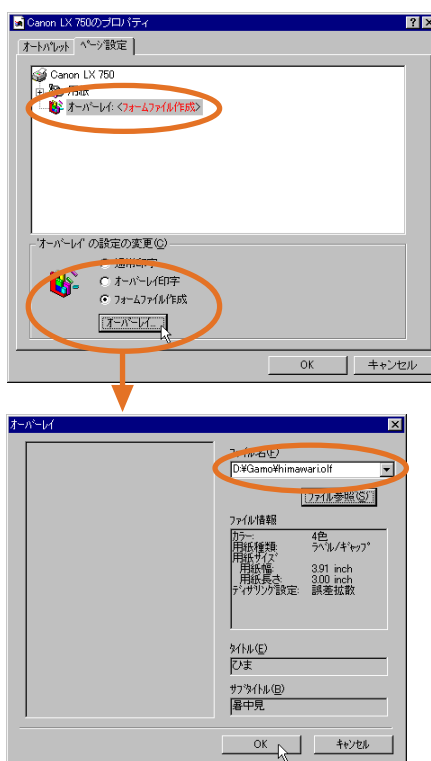 Canon LX 750のプロパティ
オートパレット ページ設定
Canon LX 750
用紙
オーバーレイ: <フォームファイル作成>
'オーバーレイ' の設定の変更(C)
通常印字
オーバーレイ印字
フォームファイル作成
オーバーレイ...
OK キャンセル
オーバーレイ
ファイル名(F)
D:¥Gamo¥himawari.olf
ファイル参照(S)
ファイル情報
カラー: 4色
用紙種類: ラベル/ギャップ
用紙サイズ
用紙幅: 3.91 inch
用紙長さ: 3.00 inch
ディザリング設定: 誤差拡散
タイトル(E)
ひま
サブタイトル(B)
暑中見
OK キャンセル